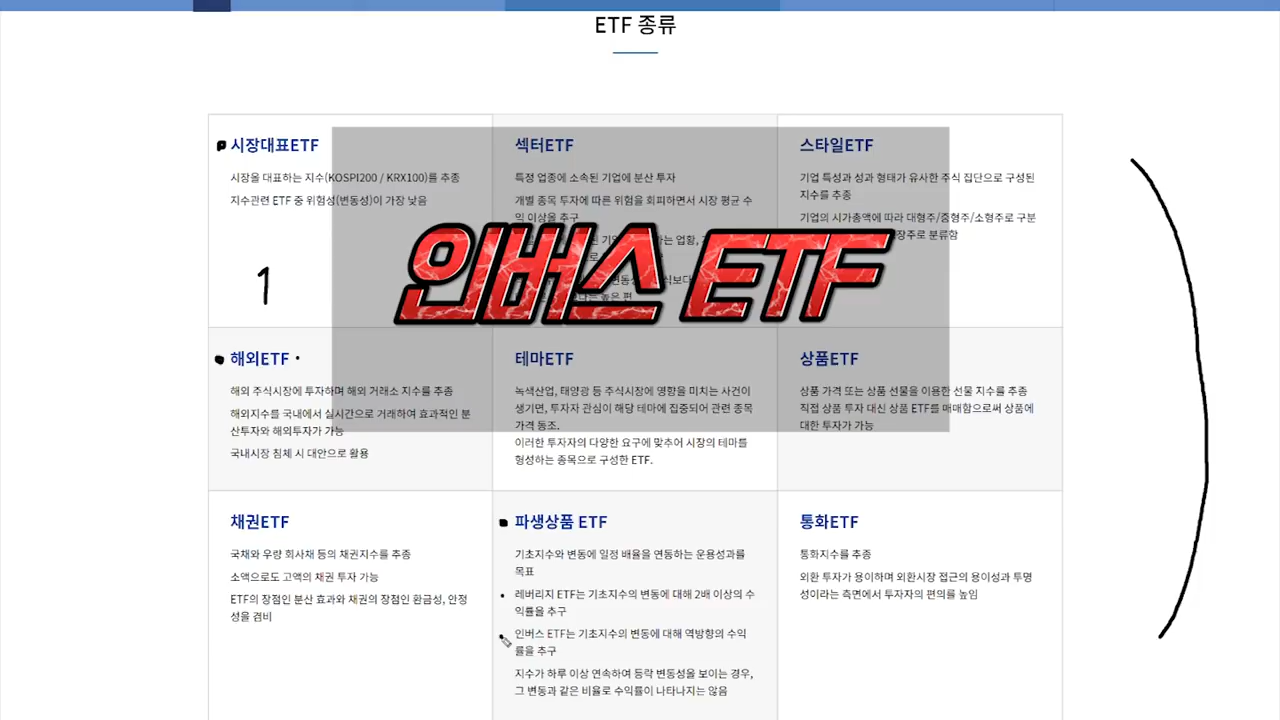 ETF 종류
시장대표ETF
시장을 대표하는 지수(KOSPI200 / KRX100)를 추종
지수관련 ETF 중 위험성(변동성)이 가장 낮음
1
섹터ETF
특정 업종에 소속된 기업에 분산 투자
개별 종목 투자에 따른 위험을 회피하면서 시장 평균 수
익 이상을 추구
스타일ETF
기업 특성과 성과 형태가 유사한 주식 집단으로 구성된
지수를 추종
기업의 시가총액에 따라 대형주/중형주/소형주로 구분
분류함
인버스 ETF
해외ETF
해외 주식시장에 투자하며 해외 거래소 지수를 추종
해외지수를 국내에서 실시간으로 거래하여 효과적인 분
산투자와 해외투자가 가능
국내시장 침체 시 대안으로 활용
테마ETF
녹색산업, 태양광 등 주식시장에 영향을 미치는 사건이
생기면, 투자자 관심이 해당 테마에 집중되어 관련 종목
가격 동조.
이러한 투자자의 다양한 요구에 맞추어 시장의 테마를
형성하는 종목으로 구성한 ETF.
상품ETF
상품 가격 또는 상품 선물을 이용한 선물 지수를 추종
직접 상품 투자 대신 상품 ETF를 매매함으로써 상품에
대한 투자가 가능
채권ETF
국채와 우량 회사채 등의 채권지수를 추종
소액으로도 고액의 채권 투자 가능
ETF의 장점인 분산 효과와 채권의 장점인 환금성, 안정
성을 겸비
파생상품 ETF
기초지수와 변동에 일정 배율을 연동하는 운용성과를
목표
레버리지 ETF는 기초지수의 변동에 대해 2배 이상의 수
익률을 추구
인버스 ETF는 기초지수의 변동에 대해 역방향의 수익
률을 추구
지수가 하루 이상 연속하여 등락 변동성을 보이는 경우,
그 변동과 같은 비율로 수익률이 나타나지는 않음
통화ETF
통화지수를 추종
외환 투자가 용이하며 외환시장 접근의 용이성과 투명
성이라는 측면에서 투자자의 편의를 높임